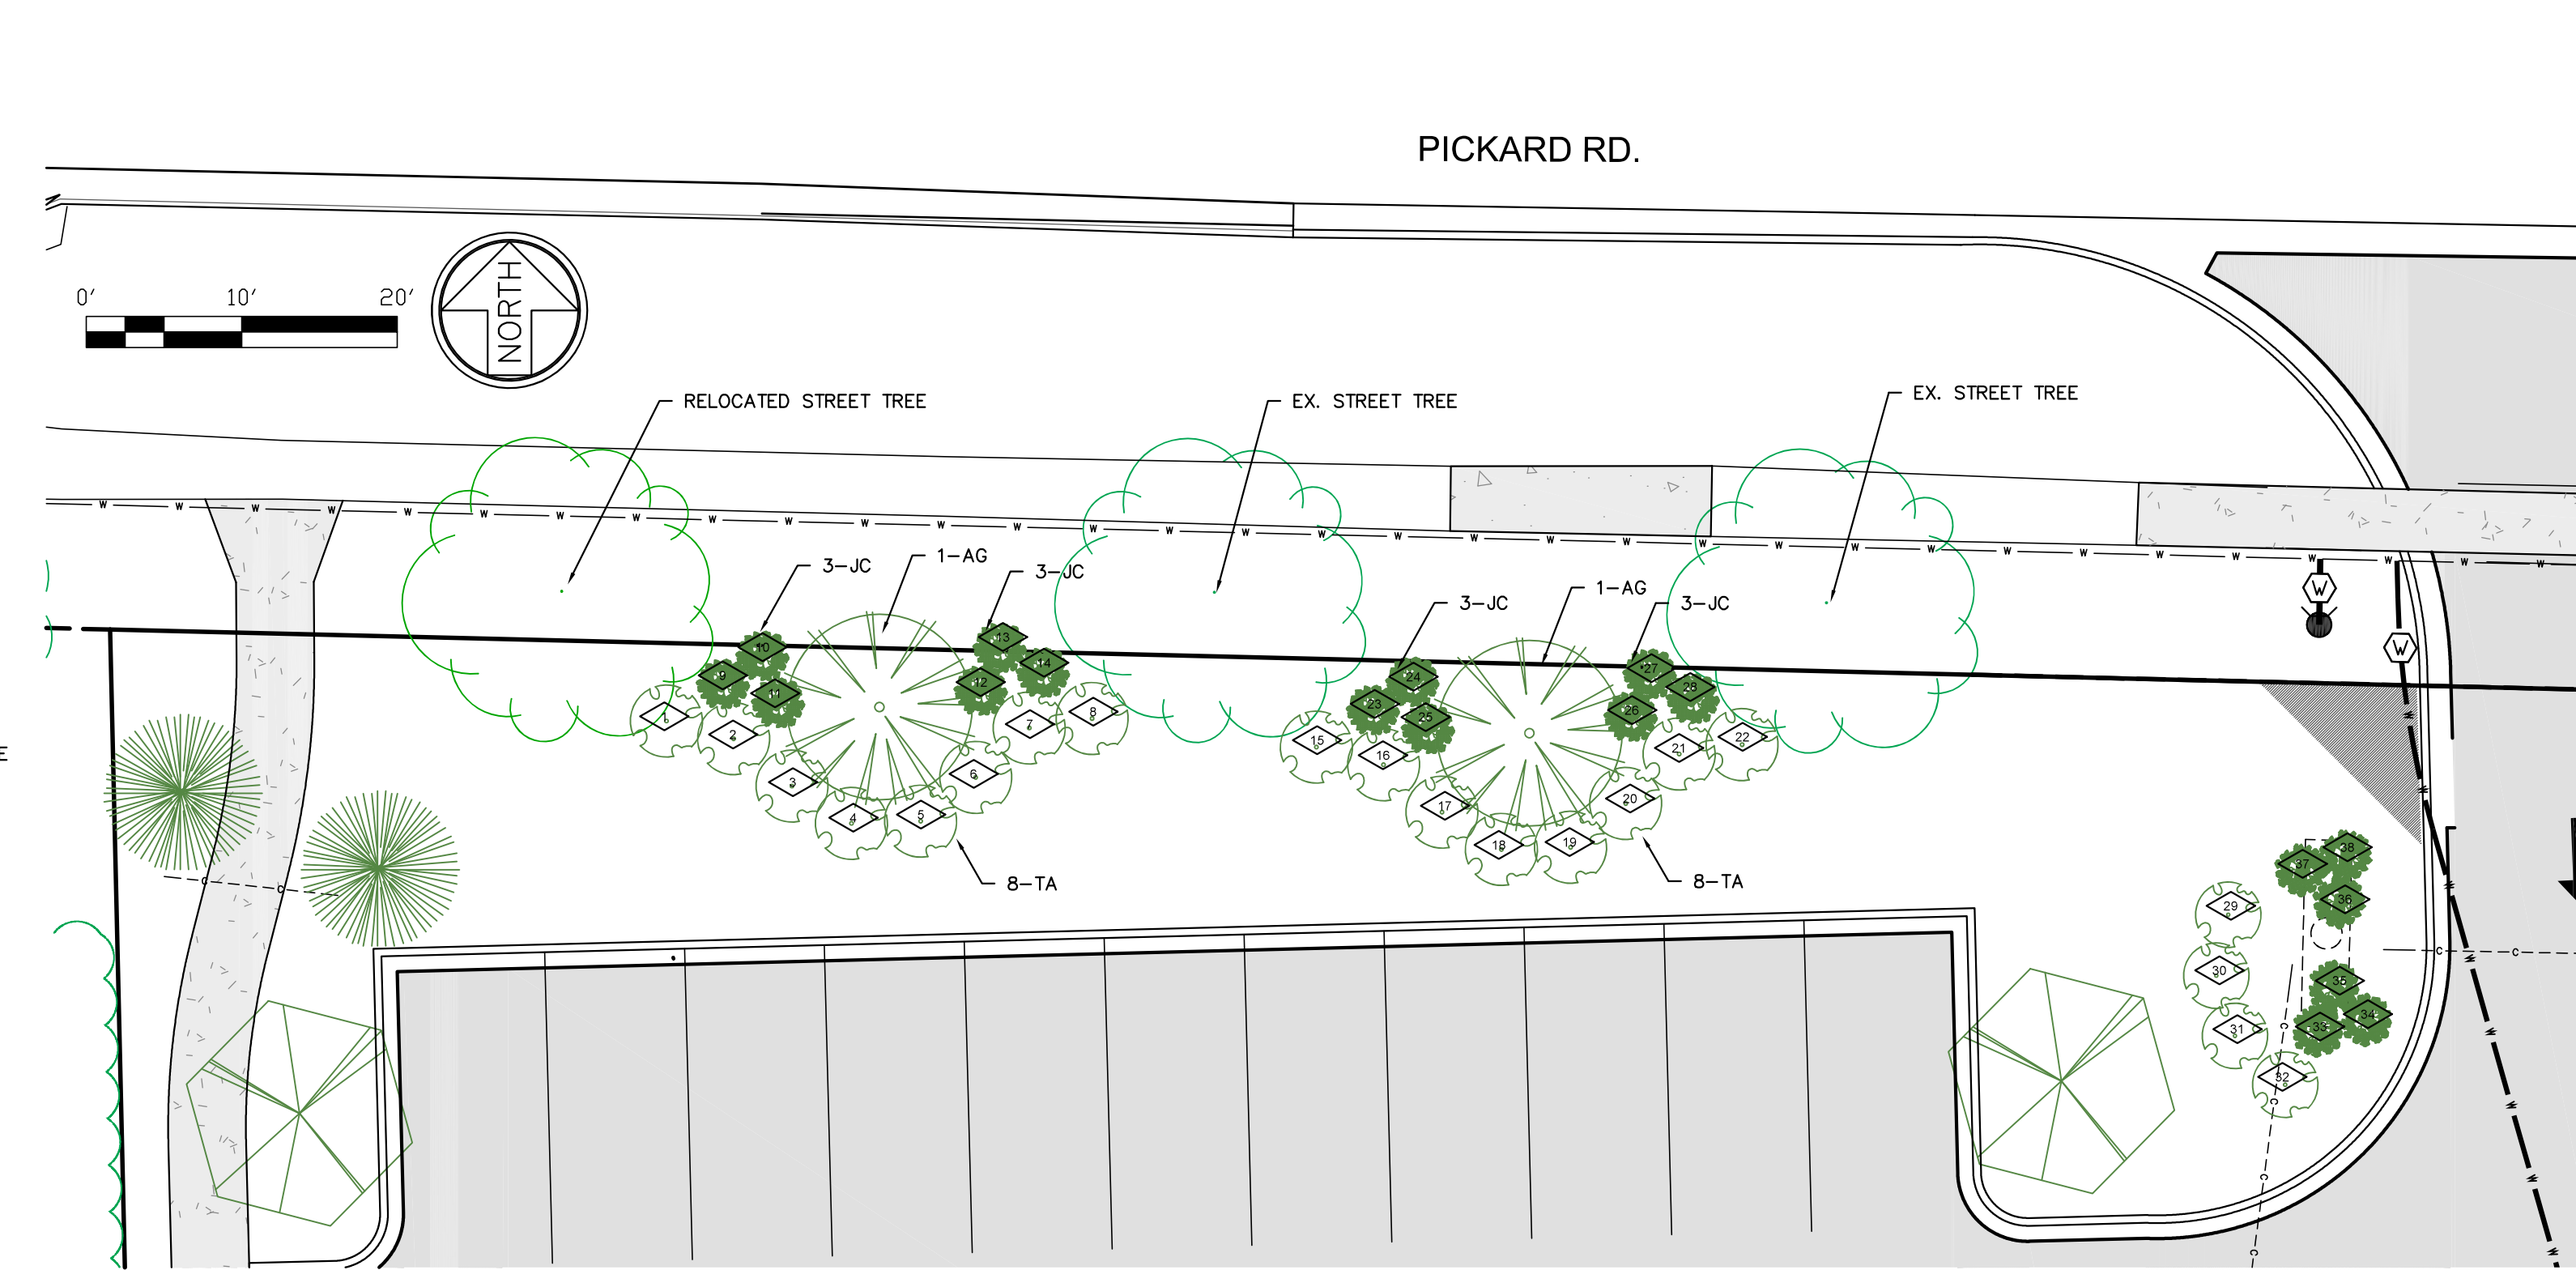 PICKARD RD.
0' 10' 20'
NORTH
RELOCATED STREET TREE
EX. STREET TREE
EX. STREET TREE
W W W W W W W W W W W W W W W W W W W W W W W W W W W W W W W W W
3-JC
1-AG
3-JC
3-JC
1-AG
3-JC
W
W
10
13
9
11
12
14
1
2
7
8
3
6
4
5
24
27
23
25
26
28
15
16
21
22
17
20
18
19
8-TA
8-TA
E
C C
38
37
36
29
30
35
34
31
33
32
C C
C
C
C
C
W
W
W
W
W
W
W
W